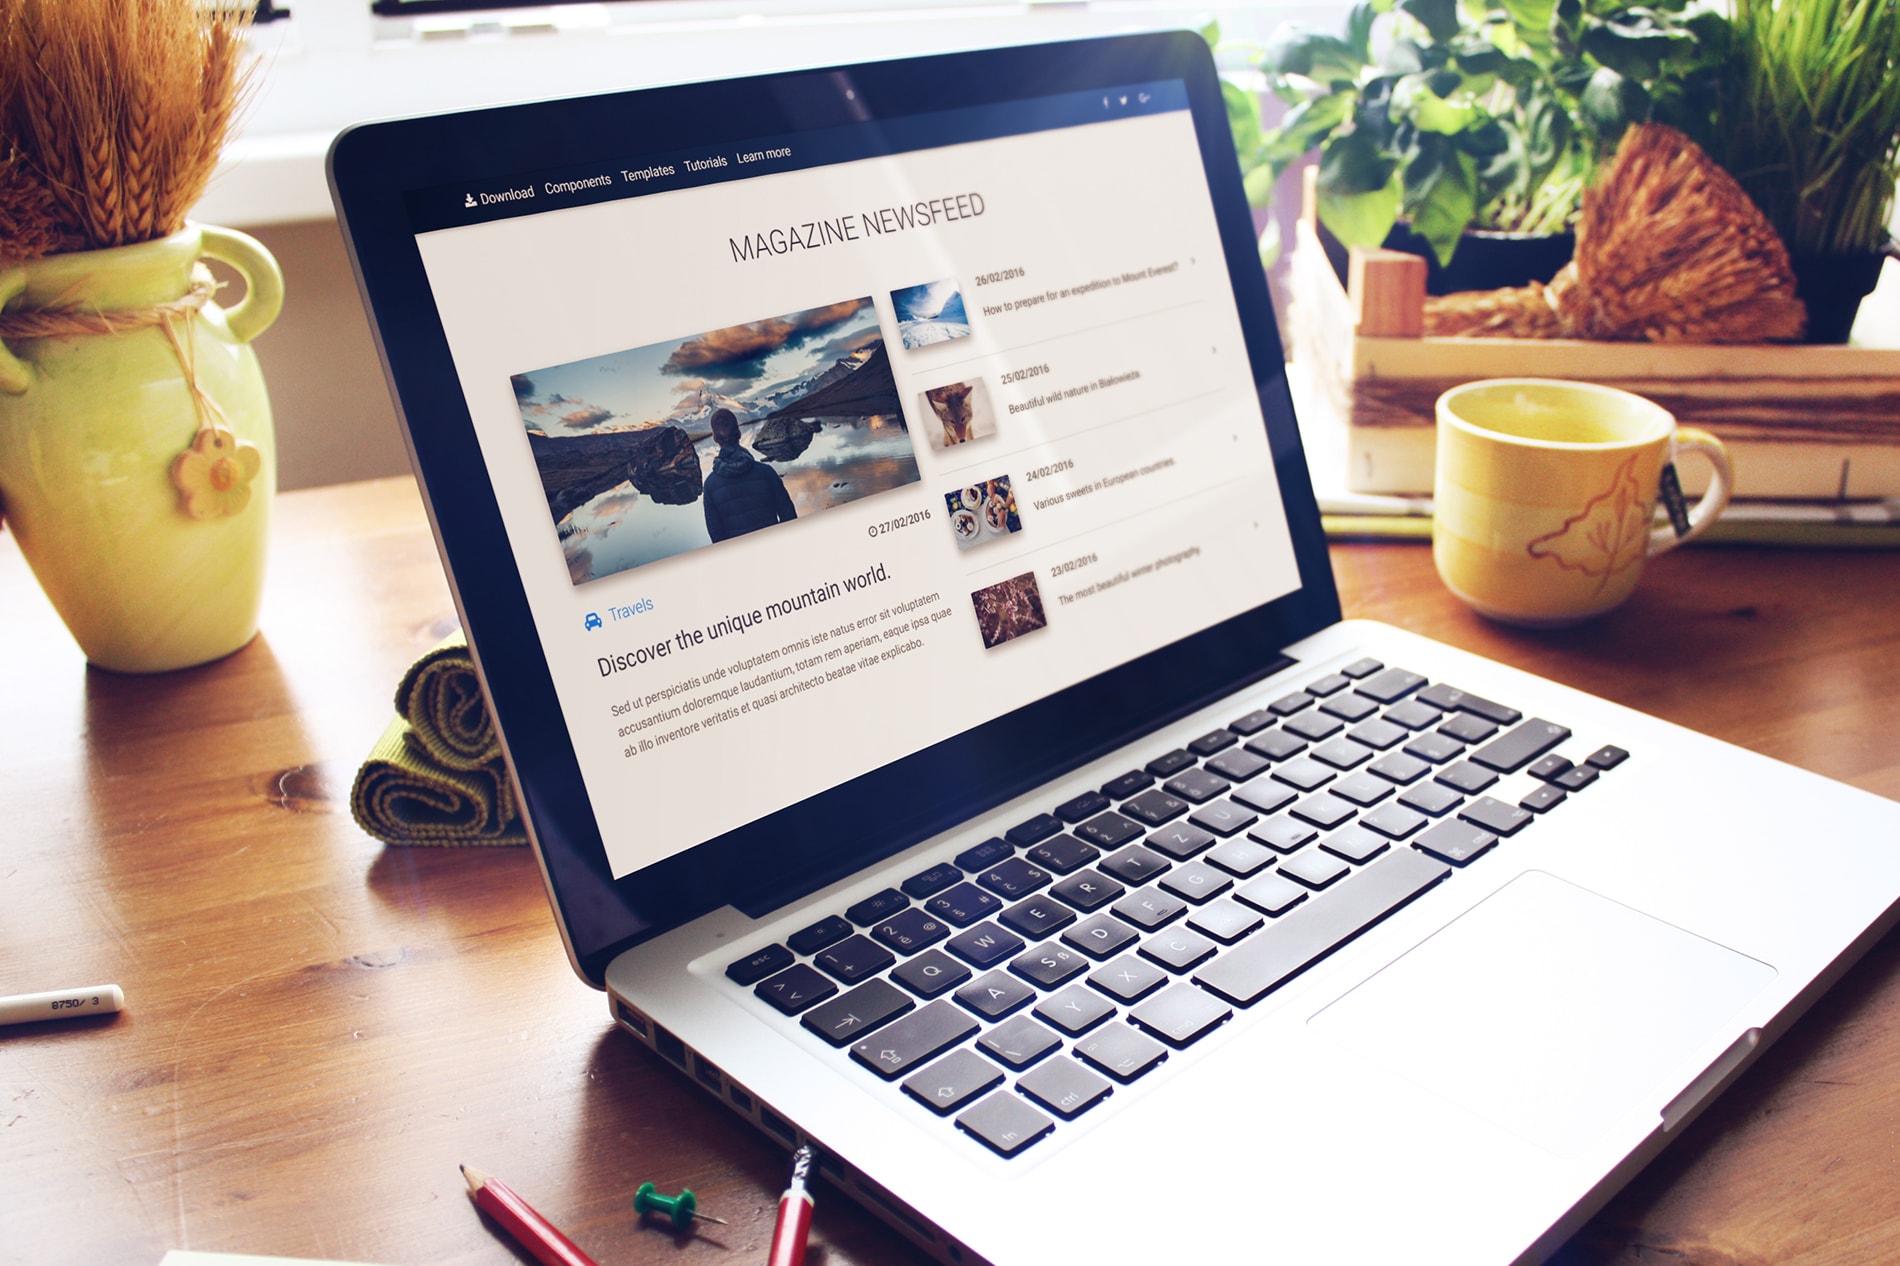 Download Components Templates Tutorials Learn more
MAGAZINE NEWSFEED
27/02/2016
Travels
Discover the unique mountain world.
Sed ut perspiciatis unde voluptatem omnis iste natus error sit voluptatem
accusantium doloremque laudantium, totam rem aperiam, eaque ipsa quae
ab illo inventore veritatis et quasi architecto beatae vitae explicabo.
26/02/2016
How to prepare for an expedition to Mount Everest?
25/02/2016
Beautiful wild nature in Białowieża.
24/02/2016
Various sweets in European countries.
23/02/2016
The most beautiful winter photography.
8750/ 3
esc
Q W E R T Z U
A S D F G H
Y X C
fn ctrl